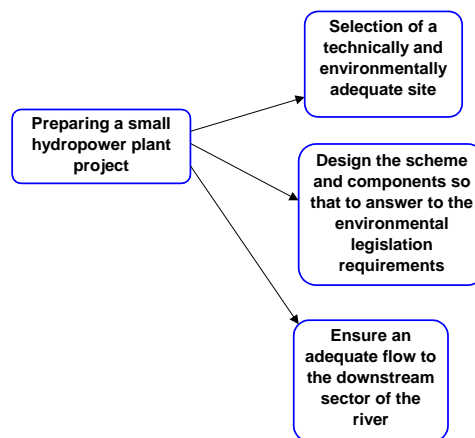 Selection of a
technically and
environmentally
adequate site
Preparing a small
hydropower plant
project
Design the scheme
and components so
that to answer to the
environmental
legislation
requirements
Ensure an
adequate flow to
the downstream
sector of the
river